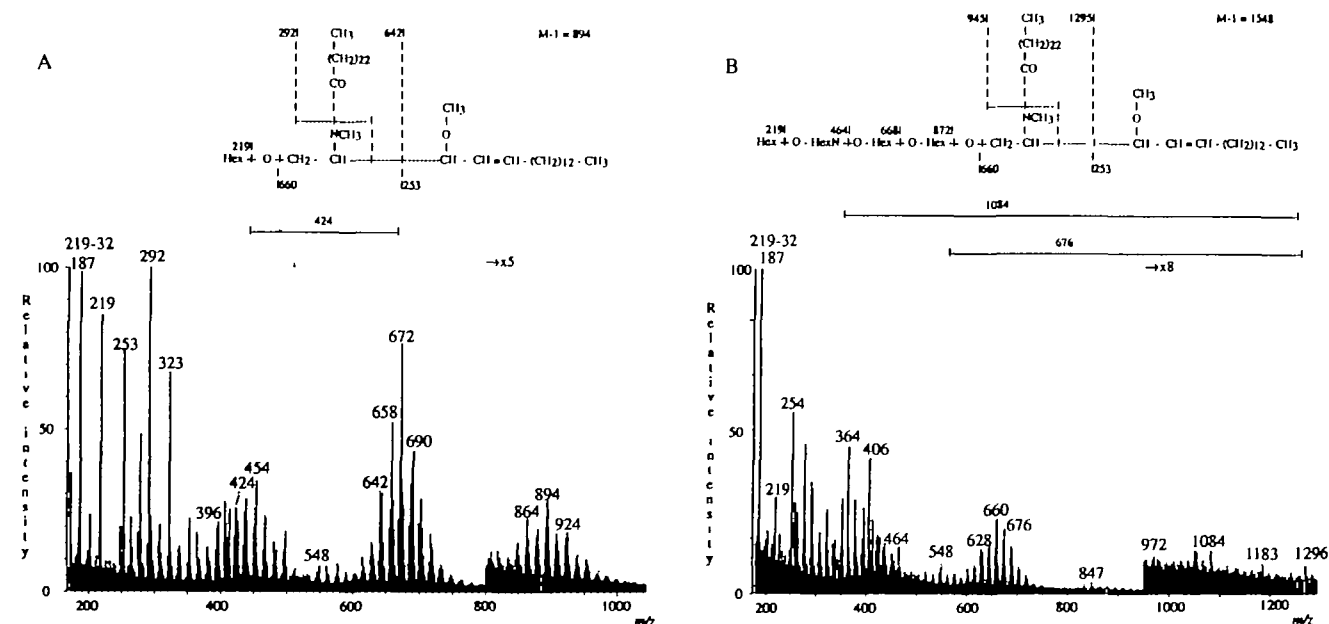 A
292⌉ CH3 642⌉ M-1 = 894
(CH2)22
CO
CH3
NCH3 O
219⌉
Hex + O + CH2 - CH CH - CH = CH - (CH2)12 - CH3
⌊660 ⌊253
424
219-32
→x5
100 187 292
219
253 323
672
658
50
690
454
424 642
396 894
864 924
548
0
200 400 600 800 1000
m/z
Relative intensity
B
945⌉ CH3 1295⌉ M-1 = 1548
(CH2)22
CO
CH3
NCH3 O
219⌉ 464⌉ 668⌉ 872⌉
Hex + O - HexN +O - Hex + O + Hex + O + CH2 - CH CH - CH = CH - (CH2)12 - CH3
⌊660 ⌊253
1084
676
219-32
→x8
100 187
254
50
364 406
219
660
676
464 628
548 972 1084
847 1183 1296
0
200 400 600 800 1000 1200
m/z
Relative intensity